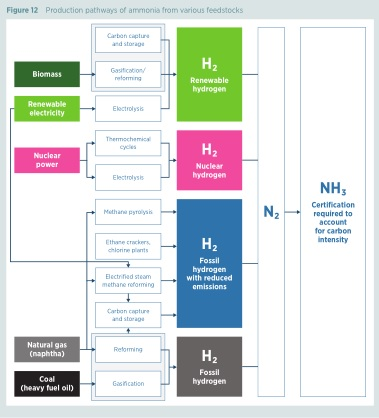 Figure 12 Production pathways of ammonia from various feedstocks
Carbon capture
and storage
Biomass
Gasification/
reforming
H2
Renewable
hydrogen
Renewable
electricity
Electrolysis
Nuclear
power
Thermochemical
cycles
Electrolysis
H2
Nuclear
hydrogen
Methane pyrolysis
Ethane crackers,
chlorine plants
Electrified steam
methane reforming
Carbon capture
and storage
H2
Fossil
hydrogen
with reduced
emissions
Natural gas
(naphtha)
Reforming
Coal
(heavy fuel oil)
Gasification
H2
Fossil
hydrogen
N2
NH3
Certification
required to
account
for carbon
intensity